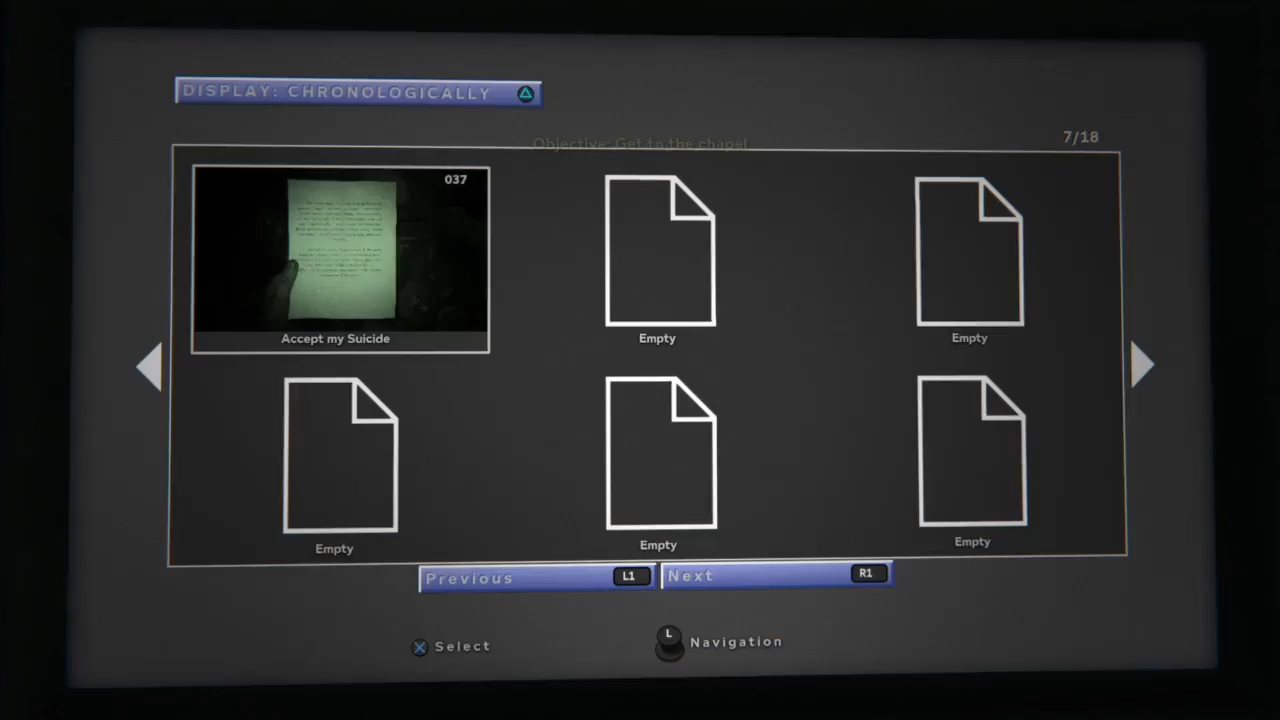 DISPLAY: CHRONOLOGICALLY
Objective: Get to the chapel
7/18
037
Accept my Suicide
Empty
Empty
Empty
Empty
Empty
Previous L1
Next R1
Select
L Navigation